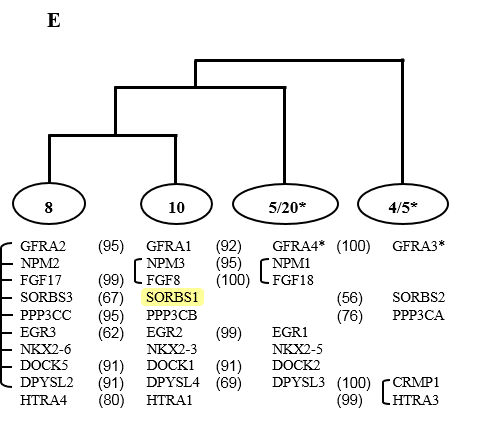 E
8 10 5/20* 4/5*
GFRA2 (95) GFRA1 (92) GFRA4* (100) GFRA3*
NPM2 NPM3 (95) NPM1
FGF17 (99) FGF8 (100) FGF18
SORBS3 (67) SORBS1 (56) SORBS2
PPP3CC (95) PPP3CB (76) PPP3CA
EGR3 (62) EGR2 (99) EGR1
NKX2-6 NKX2-3 NKX2-5
DOCK5 (91) DOCK1 (91) DOCK2
DPYSL2 (91) DPYSL4 (69) DPYSL3 (100) CRMP1
HTRA4 (80) HTRA1 (99) HTRA3